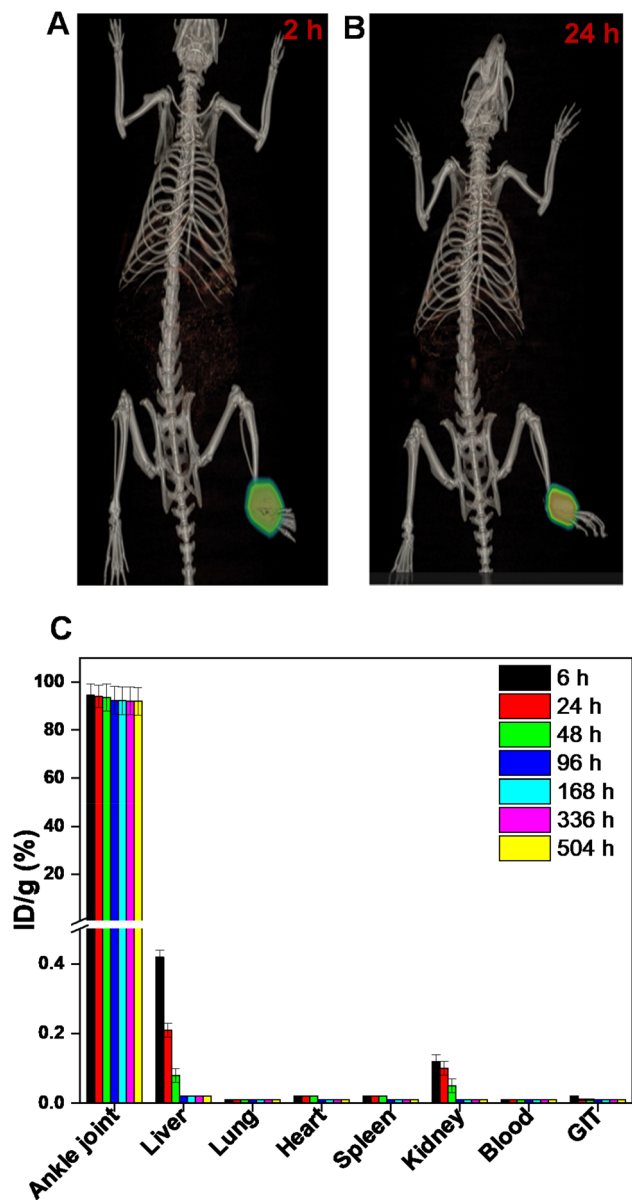 A
2 h
B
24 h
C
ID/g (%)
100
80
60
40
20
0.4
0.2
0.0
6 h
24 h
48 h
96 h
168 h
336 h
504 h
Ankle joint
Liver
Lung
Heart
Spleen
Kidney
Blood
GIT